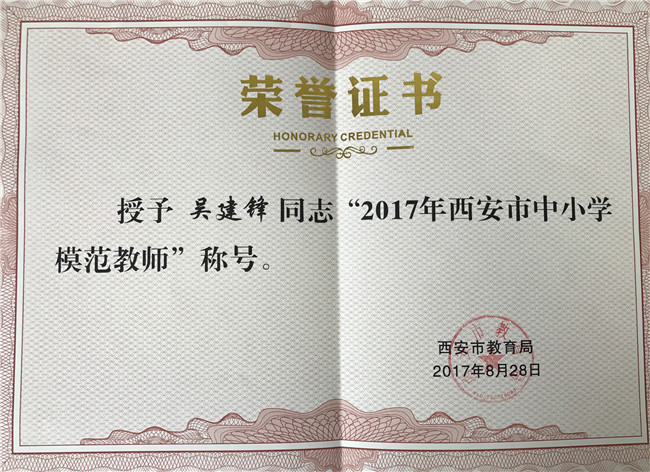 荣誉证书
HONORARY CREDENTIAL
授予 吴建锋 同志“2017年西安市中小学
模范教师”称号。
西安市教育局
2017年8月28日